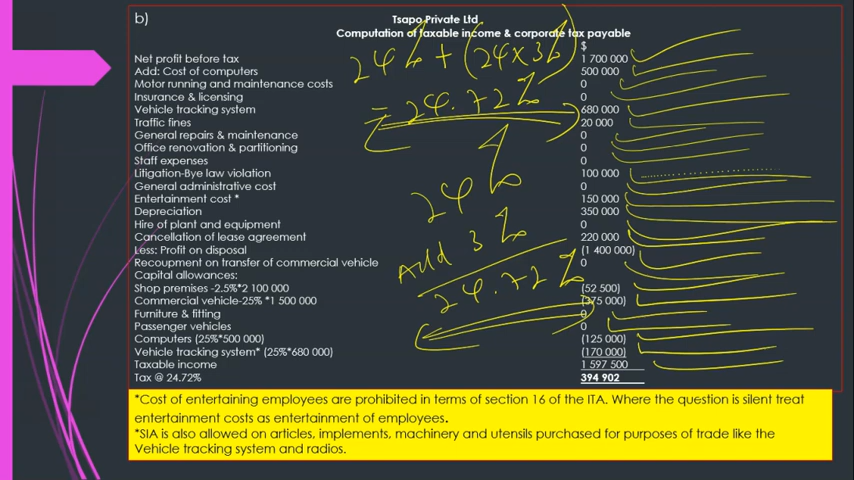 b)
Tsapo Private Ltd
Computation of taxable income & corporate tax payable
$
Net profit before tax 1 700 000
Add: Cost of computers 500 000
Motor running and maintenance costs 0
Insurance & licensing 0
Vehicle tracking system 680 000
Traffic fines 20 000
General repairs & maintenance 0
Office renovation & partitioning 0
Staff expenses 0
Litigation-Bye law violation 100 000
General administrative cost 0
Entertainment cost * 150 000
Depreciation 350 000
Hire of plant and equipment 0
Cancellation of lease agreement 220 000
Less: Profit on disposal (1 400 000)
Recoupment on transfer of commercial vehicle 0
Capital allowances:
Shop premises -2.5%*2 100 000 (52 500)
Commercial vehicle-25% *1 500 000 (375 000)
Furniture & fitting 0
Passenger vehicles 0
Computers (25%*500 000) (125 000)
Vehicle tracking system* (25%*680 000) (170 000)
Taxable income 1 597 500
Tax @ 24.72% 394 902
24% + (24 x 3%)
= 24.72%
24%
Add 3%
24.72%
*Cost of entertaining employees are prohibited in terms of section 16 of the ITA. Where the question is silent treat
entertainment costs as entertainment of employees.
*SIA is also allowed on articles, implements, machinery and utensils purchased for purposes of trade like the
Vehicle tracking system and radios.